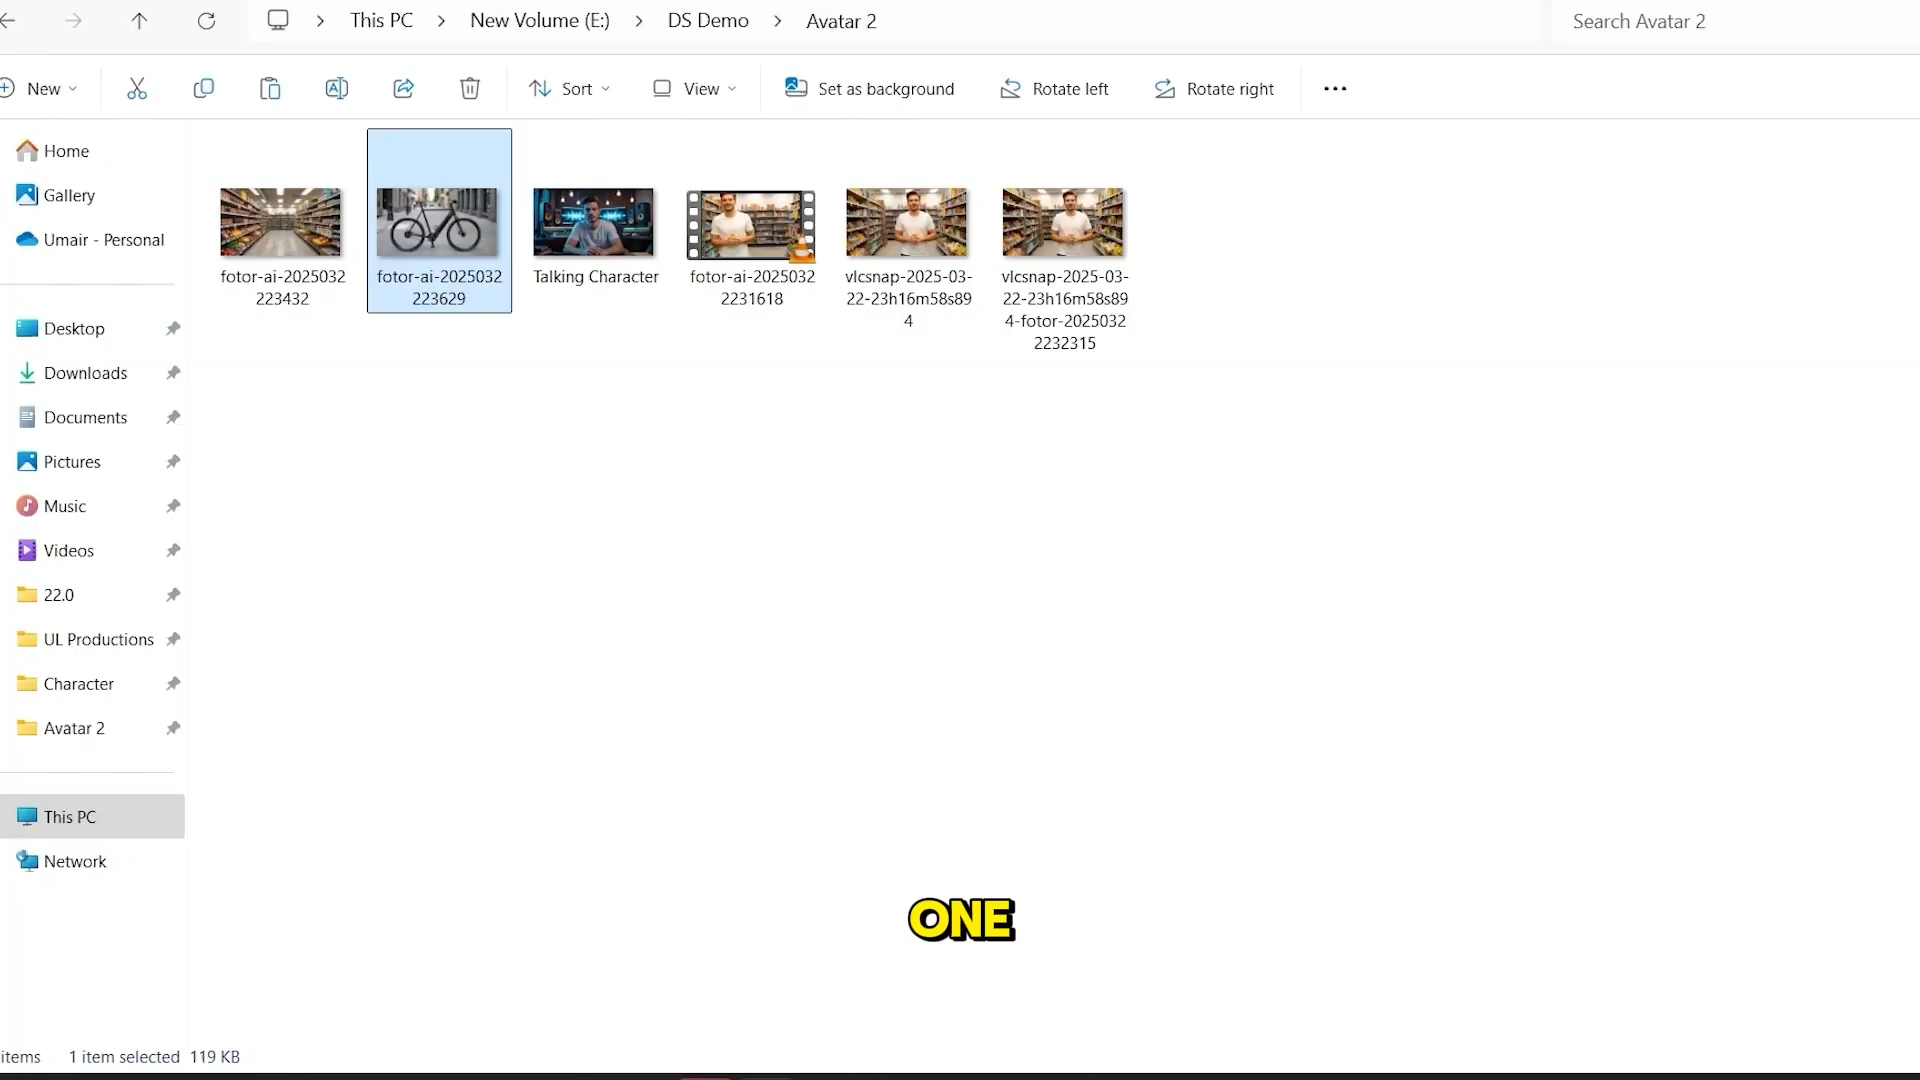 This PC
New Volume (E:)
DS Demo
Avatar 2
Search Avatar 2
New
Sort
View
Set as background
Rotate left
Rotate right
Home
Gallery
Umair - Personal
Desktop
Downloads
Documents
Pictures
Music
Videos
22.0
UL Productions
Character
Avatar 2
This PC
Network
fotor-ai-2025032
223432
fotor-ai-2025032
223629
Talking Character
fotor-ai-2025032
2231618
vlcsnap-2025-03-
22-23h16m58s89
4
vlcsnap-2025-03-
22-23h16m58s89
4-fotor-2025032
2232315
ONE
items
1 item selected 119 KB